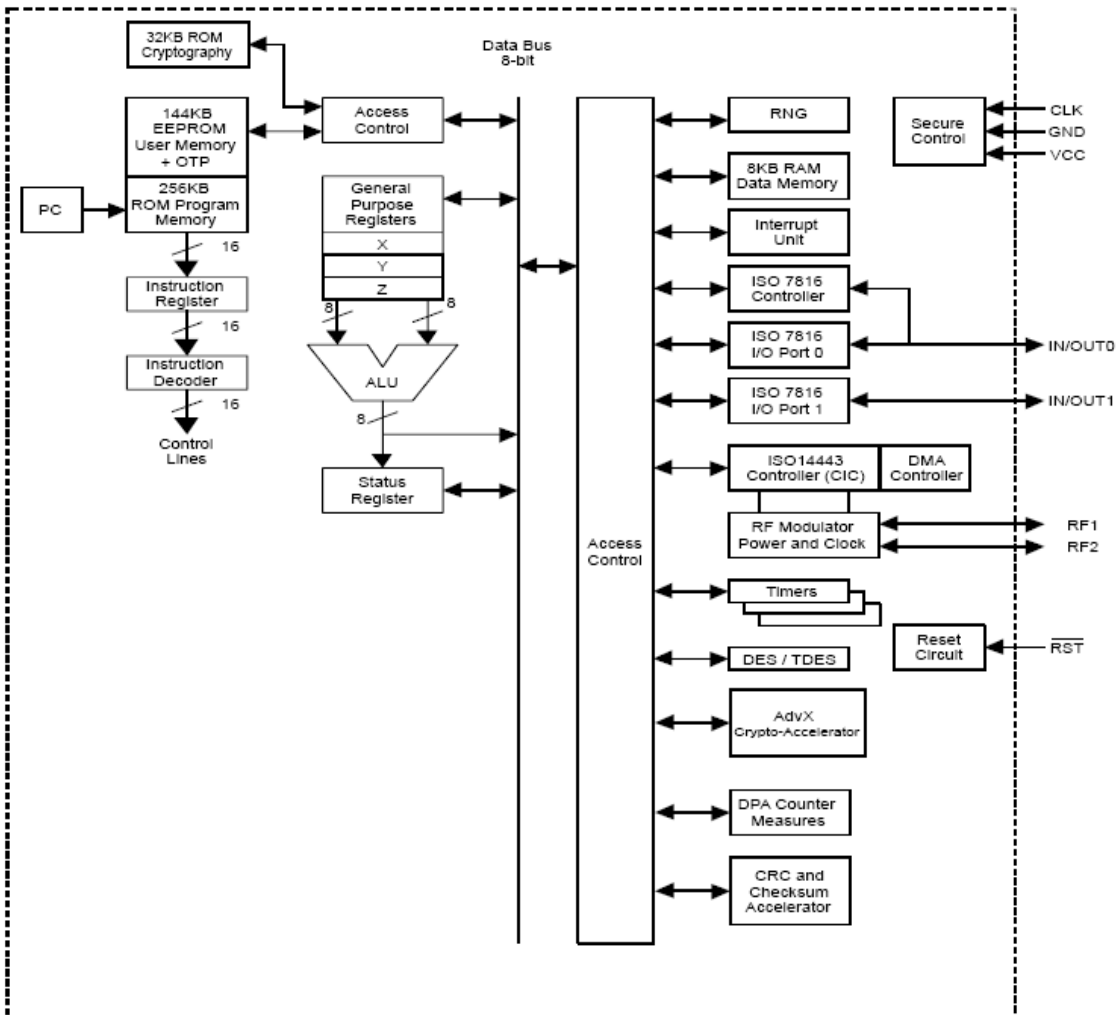 32KB ROM
Cryptography
Data Bus
8-bit
144KB
EEPROM
User Memory
+ OTP
256KB
ROM Program
Memory
PC
16
Instruction
Register
16
Instruction
Decoder
16
Control
Lines
Access
Control
General
Purpose
Registers
X
Y
Z
8
8
ALU
8
Status
Register
Access
Control
RNG
8KB RAM
Data Memory
Interrupt
Unit
ISO 7816
Controller
ISO 7816
I/O Port 0
ISO 7816
I/O Port 1
ISO14443
Controller (CIC)
DMA
Controller
RF Modulator
Power and Clock
Timers
DES / TDES
AdvX
Crypto-Accelerator
DPA Counter
Measures
CRC and
Checksum
Accelerator
Secure
Control
CLK
GND
VCC
IN/OUT0
IN/OUT1
RF1
RF2
Reset
Circuit
RST